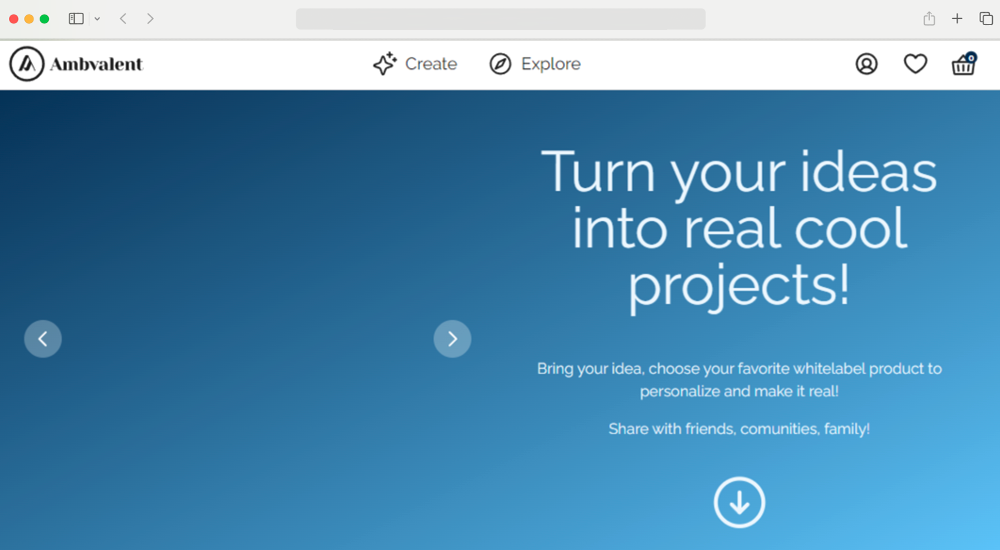 Ambvalent
Create
Explore
0
Turn your ideas
into real cool
projects!
Bring your idea, choose your favorite whitelabel product to
personalize and make it real!
Share with friends, comunities, family!